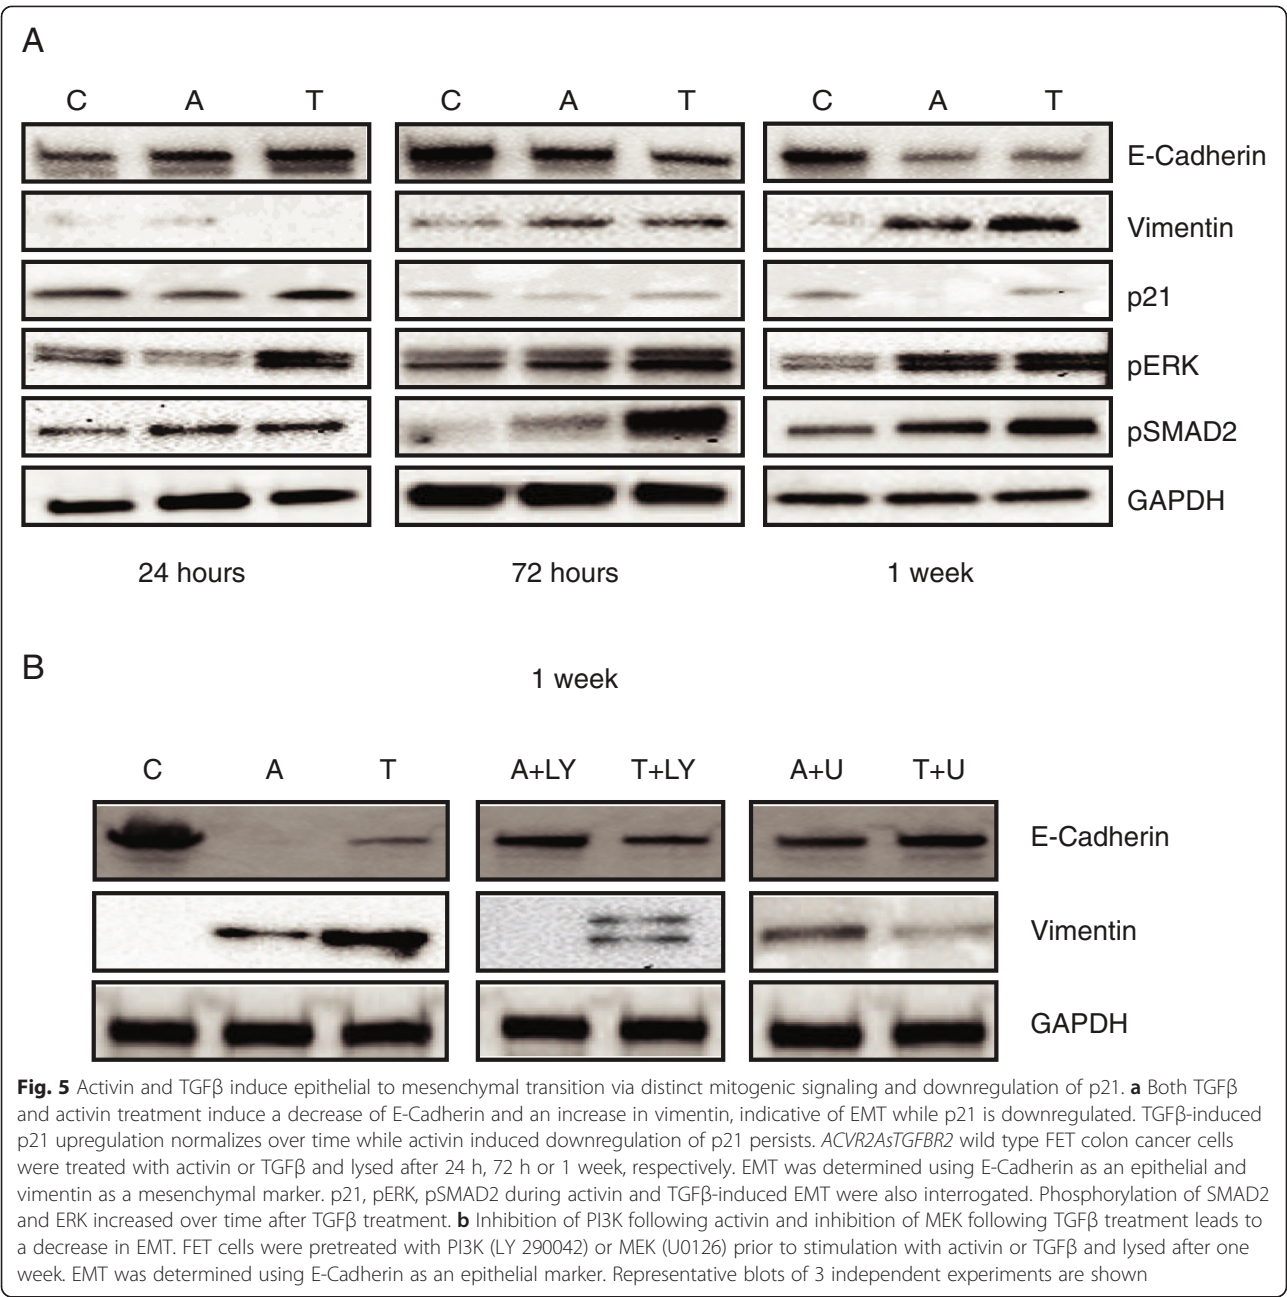 A
C A T C A T C A T
E-Cadherin
Vimentin
p21
pERK
pSMAD2
GAPDH
24 hours 72 hours 1 week
B
1 week
C A T A+LY T+LY A+U T+U
E-Cadherin
Vimentin
GAPDH
Fig. 5 Activin and TGFβ induce epithelial to mesenchymal transition via distinct mitogenic signaling and downregulation of p21. a Both TGFβ
and activin treatment induce a decrease of E-Cadherin and an increase in vimentin, indicative of EMT while p21 is downregulated. TGFβ-induced
p21 upregulation normalizes over time while activin induced downregulation of p21 persists. ACVR2AsTGFBR2 wild type FET colon cancer cells
were treated with activin or TGFβ and lysed after 24 h, 72 h or 1 week, respectively. EMT was determined using E-Cadherin as an epithelial and
vimentin as a mesenchymal marker. p21, pERK, pSMAD2 during activin and TGFβ-induced EMT were also interrogated. Phosphorylation of SMAD2
and ERK increased over time after TGFβ treatment. b Inhibition of PI3K following activin and inhibition of MEK following TGFβ treatment leads to
a decrease in EMT. FET cells were pretreated with PI3K (LY 290042) or MEK (U0126) prior to stimulation with activin or TGFβ and lysed after one
week. EMT was determined using E-Cadherin as an epithelial marker. Representative blots of 3 independent experiments are shown